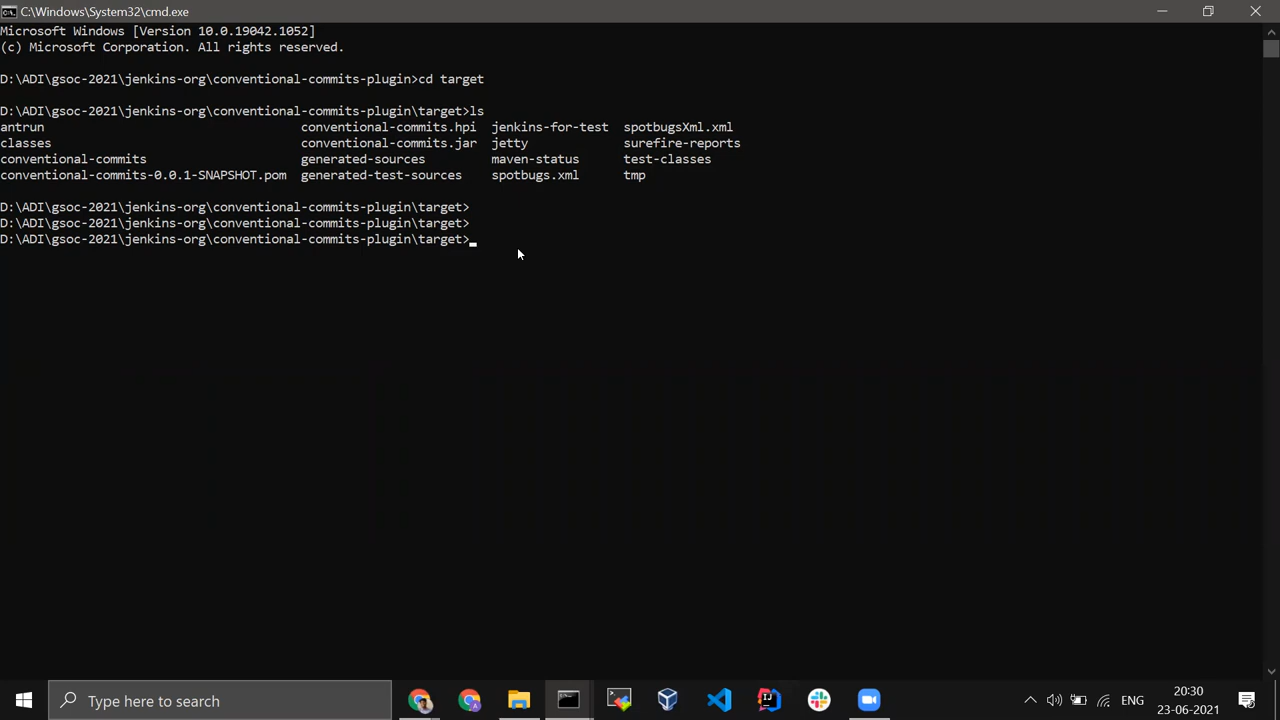 C:\Windows\System32\cmd.exe
Microsoft Windows [Version 10.0.19042.1052]
(c) Microsoft Corporation. All rights reserved.
D:\ADI\gsoc-2021\jenkins-org\conventional-commits-plugin>cd target
D:\ADI\gsoc-2021\jenkins-org\conventional-commits-plugin\target>ls
antrun conventional-commits.hpi jenkins-for-test spotbugsXml.xml
classes conventional-commits.jar jetty surefire-reports
conventional-commits generated-sources maven-status test-classes
conventional-commits-0.0.1-SNAPSHOT.pom generated-test-sources spotbugs.xml tmp
D:\ADI\gsoc-2021\jenkins-org\conventional-commits-plugin\target>
D:\ADI\gsoc-2021\jenkins-org\conventional-commits-plugin\target>
D:\ADI\gsoc-2021\jenkins-org\conventional-commits-plugin\target>
Type here to search
ENG
20:30
23-06-2021